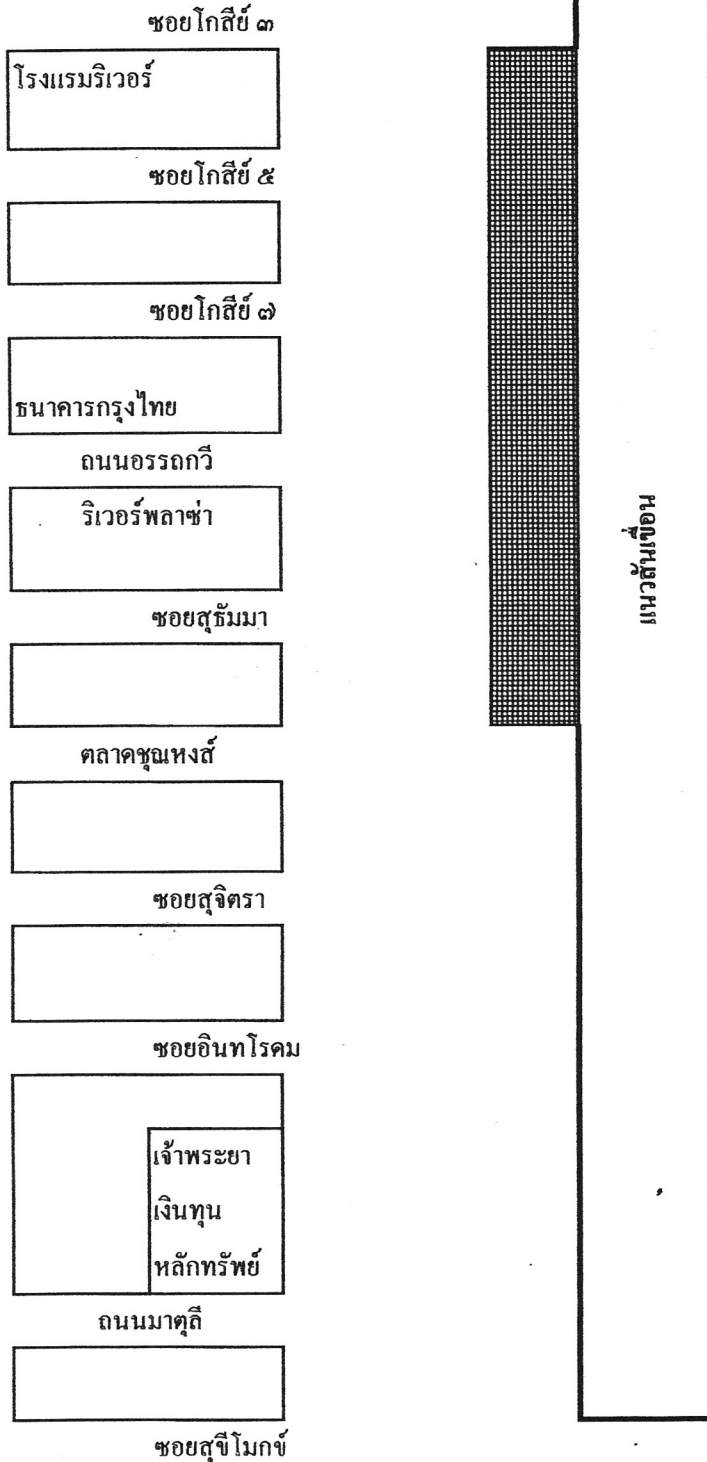 ซอยโกสีย์ ๓
โรงแรมริเวอร์
ซอยโกสีย์ ๕
ซอยโกสีย์ ๗
ธนาคารกรุงไทย
ถนนอรรถกวี
ริเวอร์พลาซ่า
แนวสันเขื่อน
ซอยสุธัมมา
ตลาดชุณหงส์
ซอยสุจิตรา
ซอยอินทโรคม
เจ้าพระยา
เงินทุน
หลักทรัพย์
ถนนมาตุลี
ซอยสุขีโมกข์